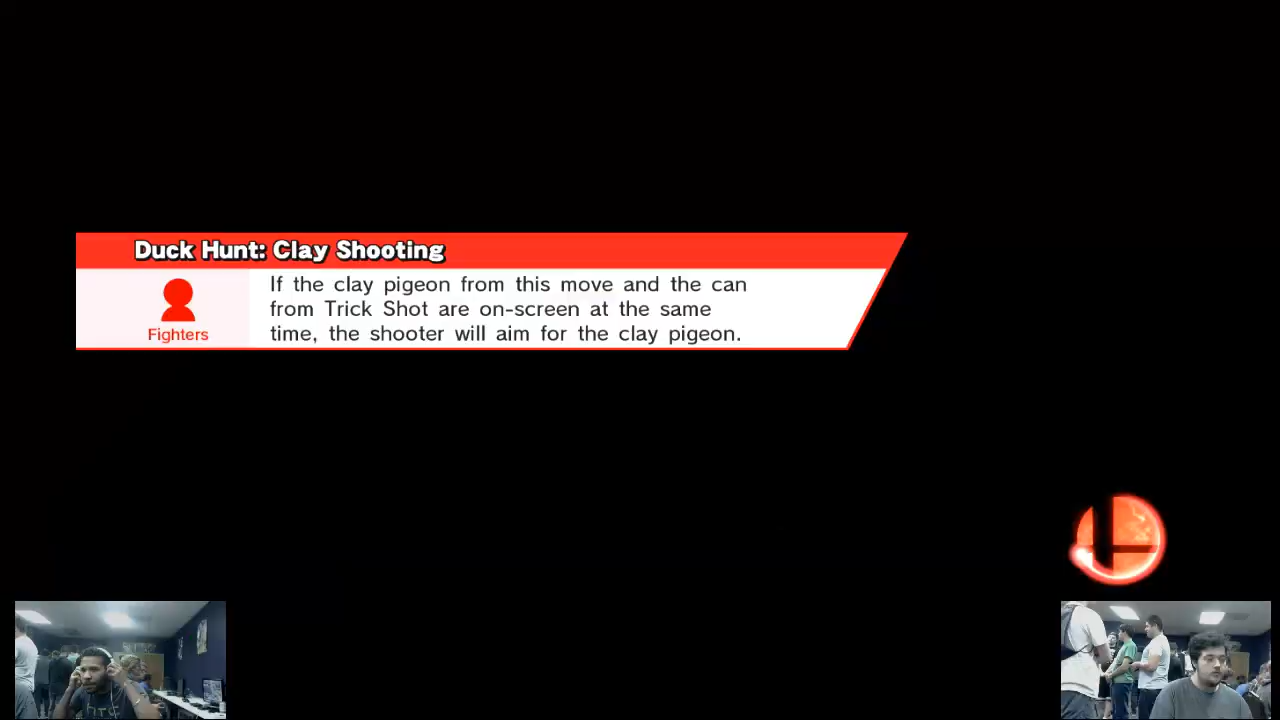 Duck Hunt: Clay Shooting
If the clay pigeon from this move and the can
from Trick Shot are on-screen at the same
time, the shooter will aim for the clay pigeon.
Fighters